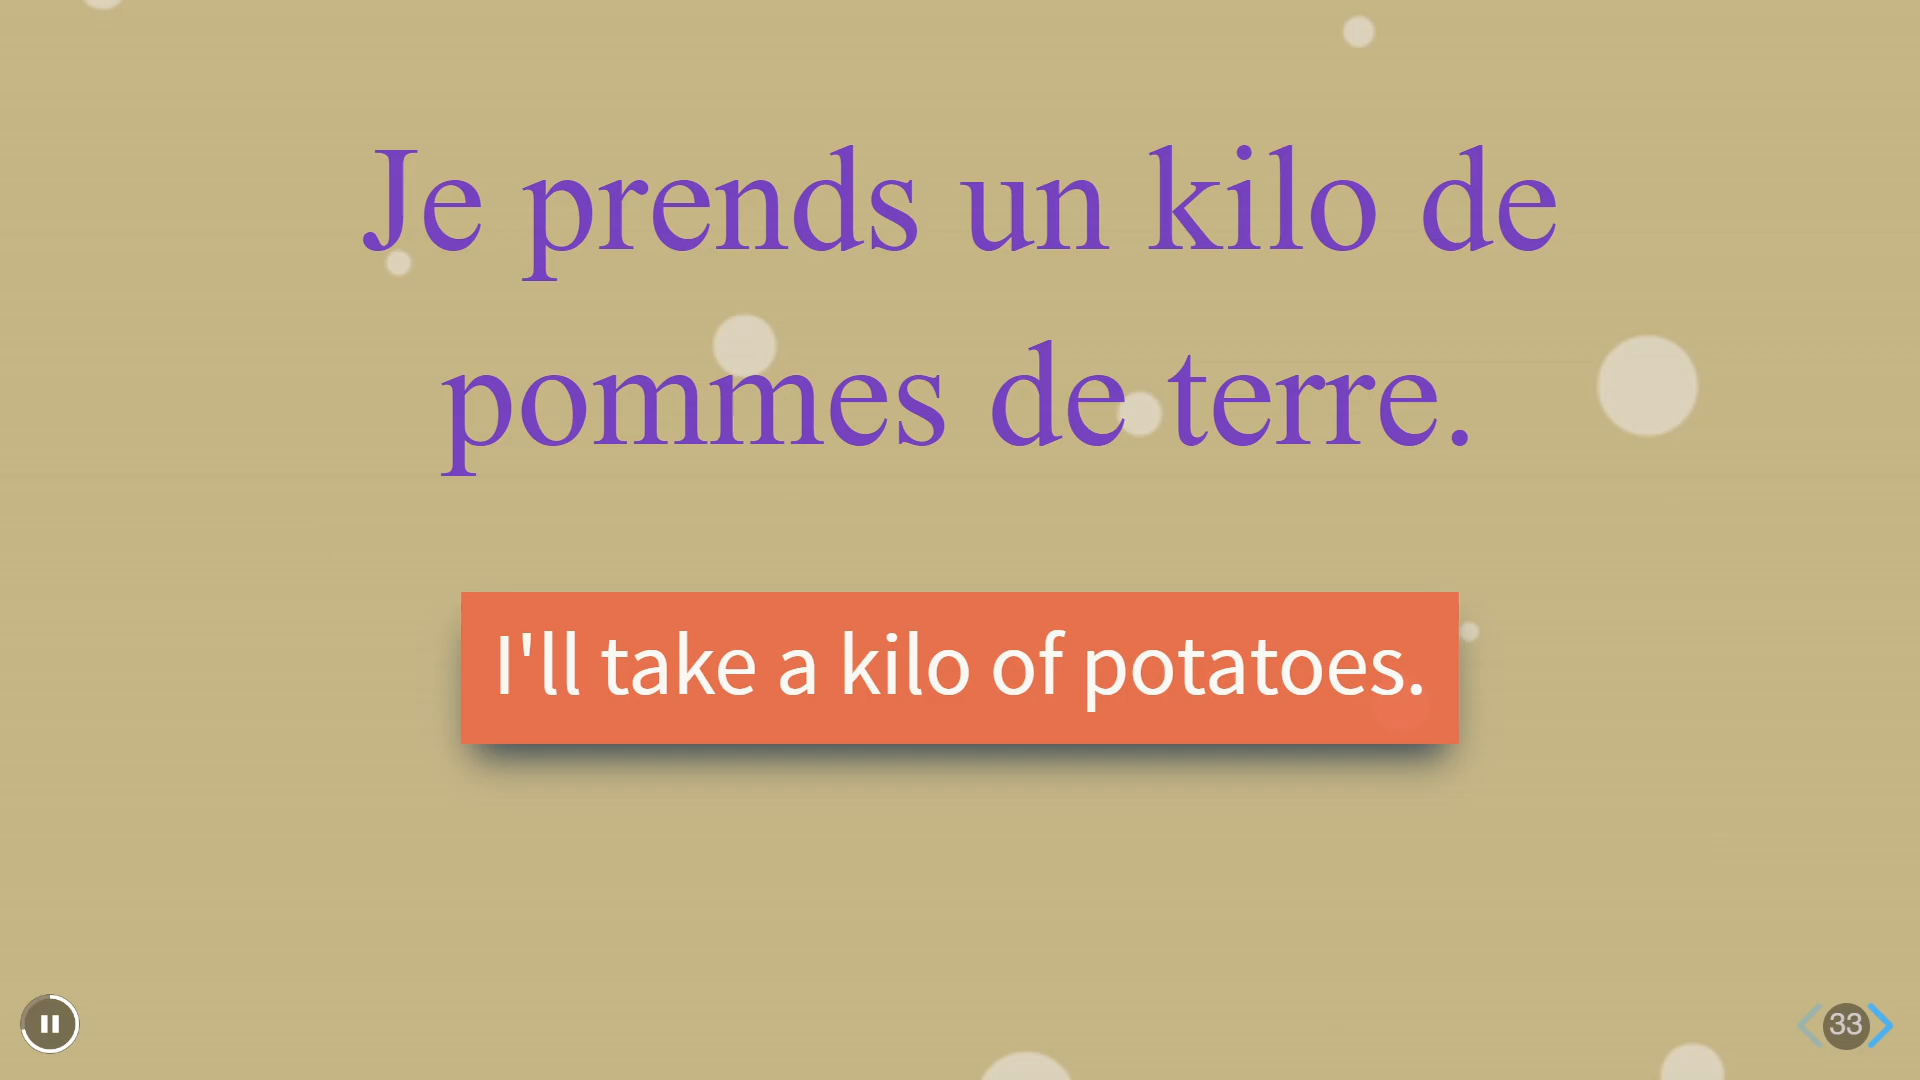 Je prends un kilo de
pommes de terre.
I'll take a kilo of potatoes.
33